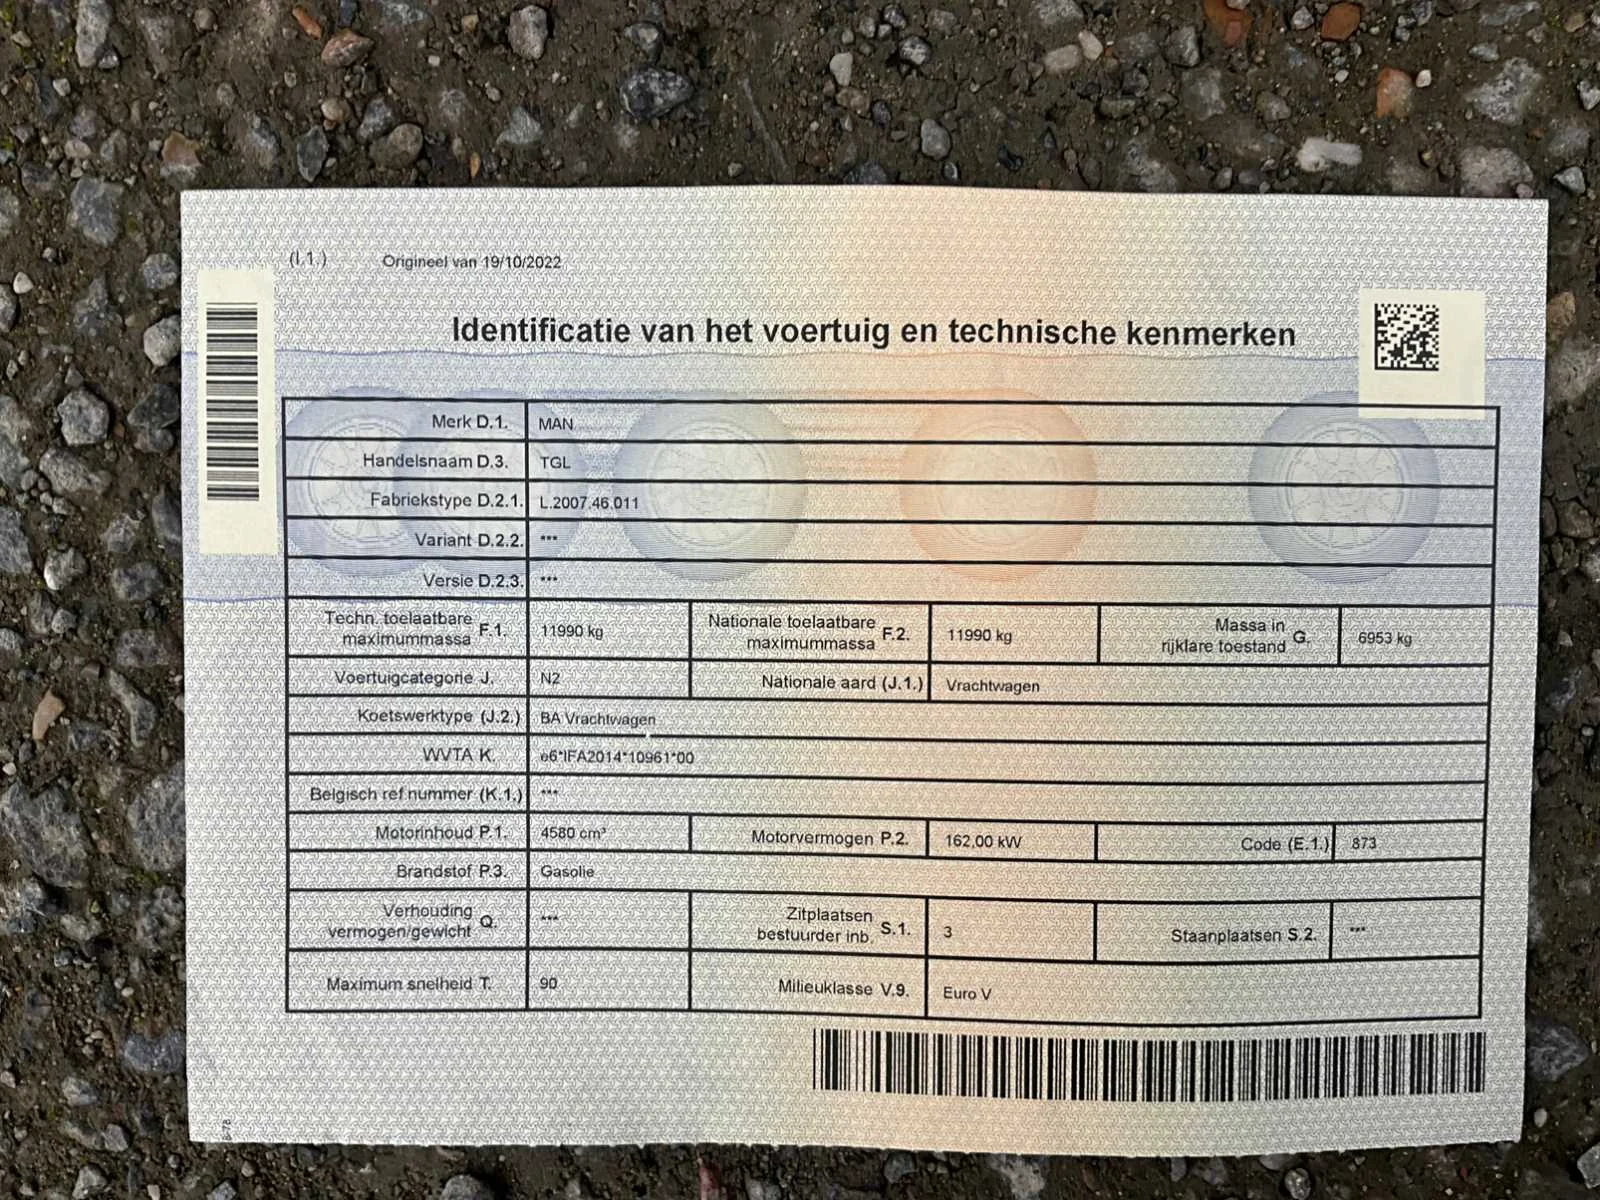 (I.1.) Origineel van 19/10/2022
Identificatie van het voertuig en technische kenmerken
Merk D.1. MAN
Handelsnaam D.3. TGL
Fabriekstype D.2.1. L.2007.46.011
Variant D.2.2. ***
Versie D.2.3. ***
Techn. toelaatbare maximummassa F.1. 11990 kg Nationale toelaatbare maximummassa F.2. 11990 kg Massa in rijklare toestand G. 6953 kg
Voertuigcategorie J. N2 Nationale aard (J.1.) Vrachtwagen
Koetswerktype (J.2.) BA Vrachtwagen
WVTA K. e6*IFA2014*10961*00
Belgisch ref nummer (K.1.) ***
Motorinhoud P.1. 4580 cm³ Motorvermogen P.2. 162,00 kW Code (E.1.) 873
Brandstof P.3. Gasolie
Verhouding vermogen/gewicht Q. *** Zitplaatsen bestuurder inb. S.1. 3 Staanplaatsen S.2. ***
Maximum snelheid T. 90 Milieuklasse V.9. Euro V